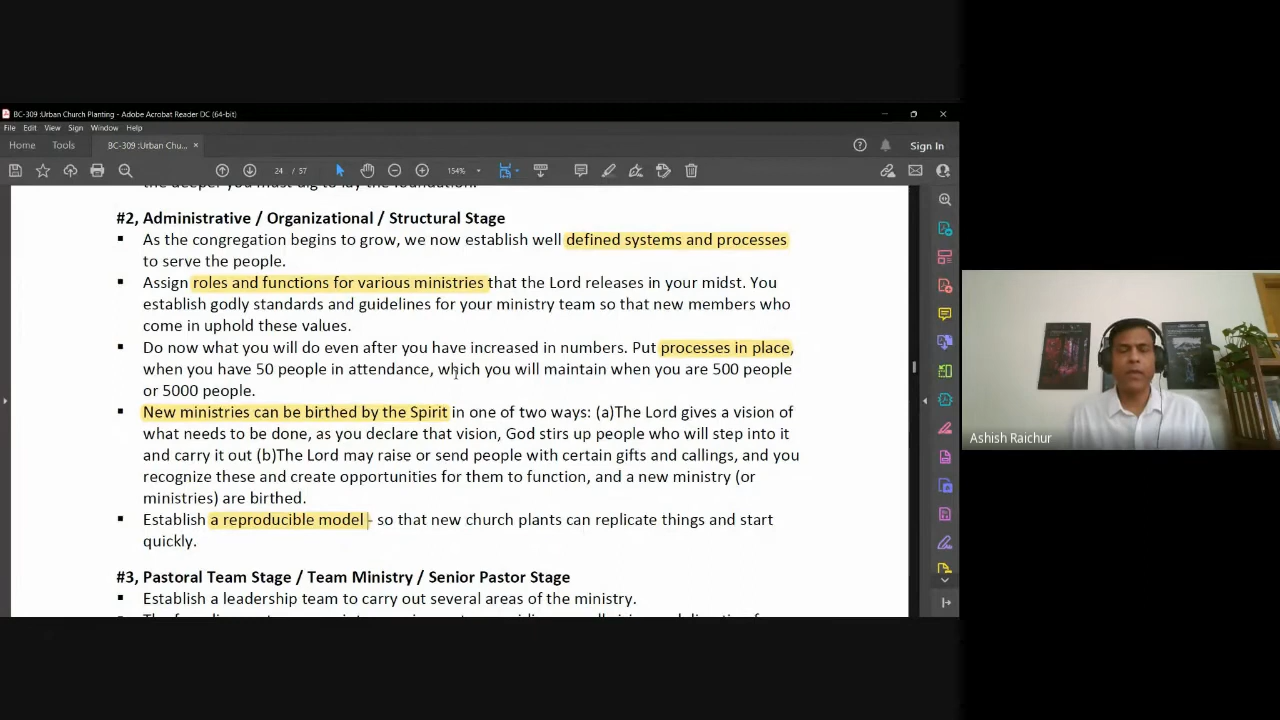 BC-309 :Urban Church Planting - Adobe Acrobat Reader DC (64-bit)
File Edit View Sign Window Help
Home Tools BC-309 :Urban Chu... × Sign In
24 / 57 154%
the deeper you must dig to lay the foundation.
#2, Administrative / Organizational / Structural Stage
▪ As the congregation begins to grow, we now establish well defined systems and processes
to serve the people.
▪ Assign roles and functions for various ministries that the Lord releases in your midst. You
establish godly standards and guidelines for your ministry team so that new members who
come in uphold these values.
▪ Do now what you will do even after you have increased in numbers. Put processes in place,
when you have 50 people in attendance, which you will maintain when you are 500 people
or 5000 people.
▪ New ministries can be birthed by the Spirit in one of two ways: (a)The Lord gives a vision of
what needs to be done, as you declare that vision, God stirs up people who will step into it
and carry it out (b)The Lord may raise or send people with certain gifts and callings, and you
recognize these and create opportunities for them to function, and a new ministry (or
ministries) are birthed.
▪ Establish a reproducible model - so that new church plants can replicate things and start
quickly.
#3, Pastoral Team Stage / Team Ministry / Senior Pastor Stage
▪ Establish a leadership team to carry out several areas of the ministry.
Ashish Raichur